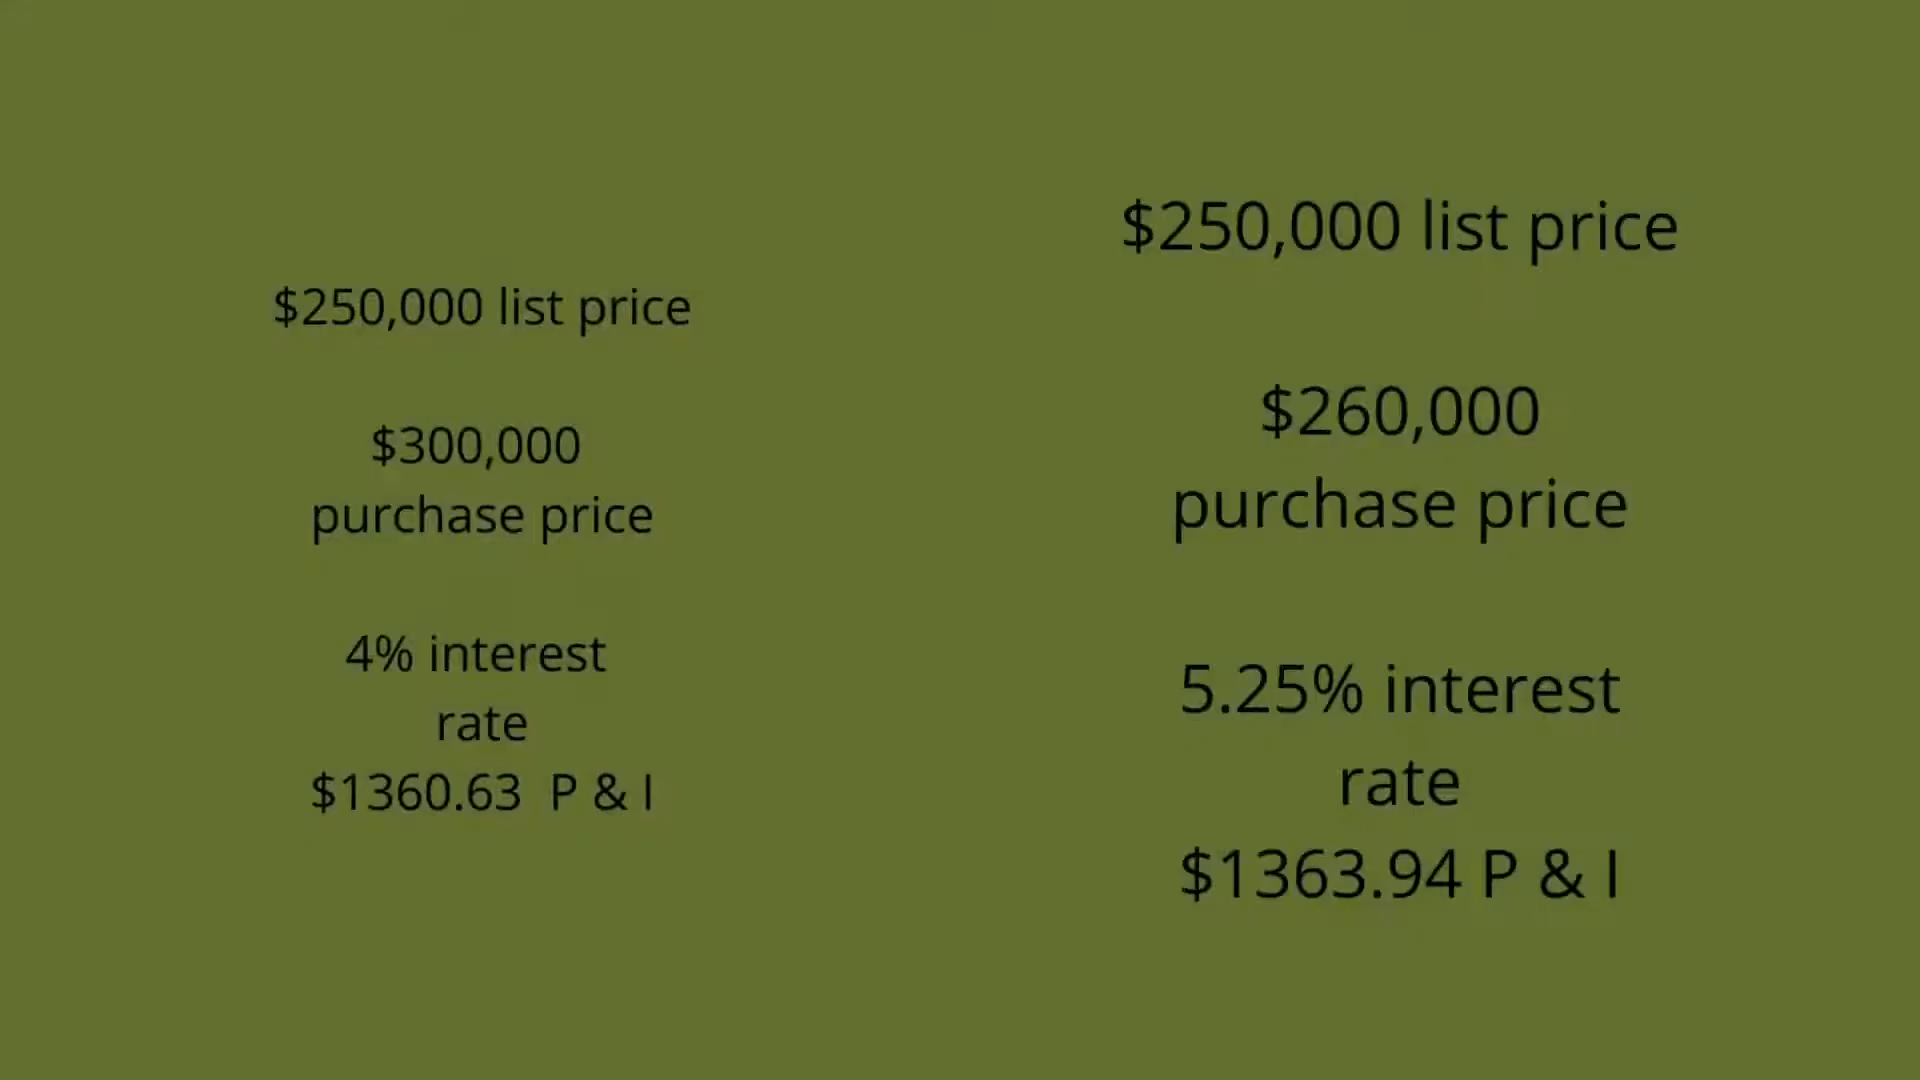 $250,000 list price
$300,000
purchase price
4% interest
rate
$1360.63 P & I
$250,000 list price
$260,000
purchase price
5.25% interest
rate
$1363.94 P & I